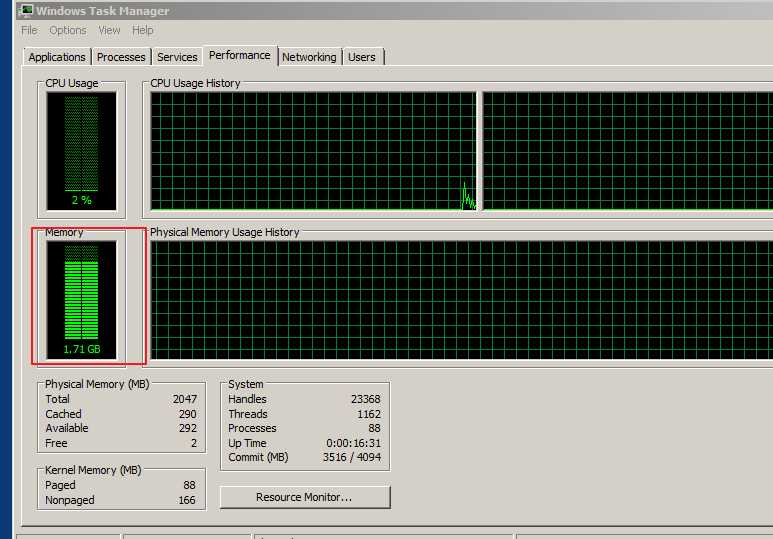 Windows Task Manager
File Options View Help
Applications Processes Services Performance Networking Users
CPU Usage CPU Usage History
2 %
Memory Physical Memory Usage History
1.71 GB
Physical Memory (MB)
Total 2047
Cached 290
Available 292
Free 2
System
Handles 23368
Threads 1162
Processes 88
Up Time 0:00:16:31
Commit (MB) 3516 / 4094
Kernel Memory (MB)
Paged 88
Nonpaged 166
Resource Monitor...